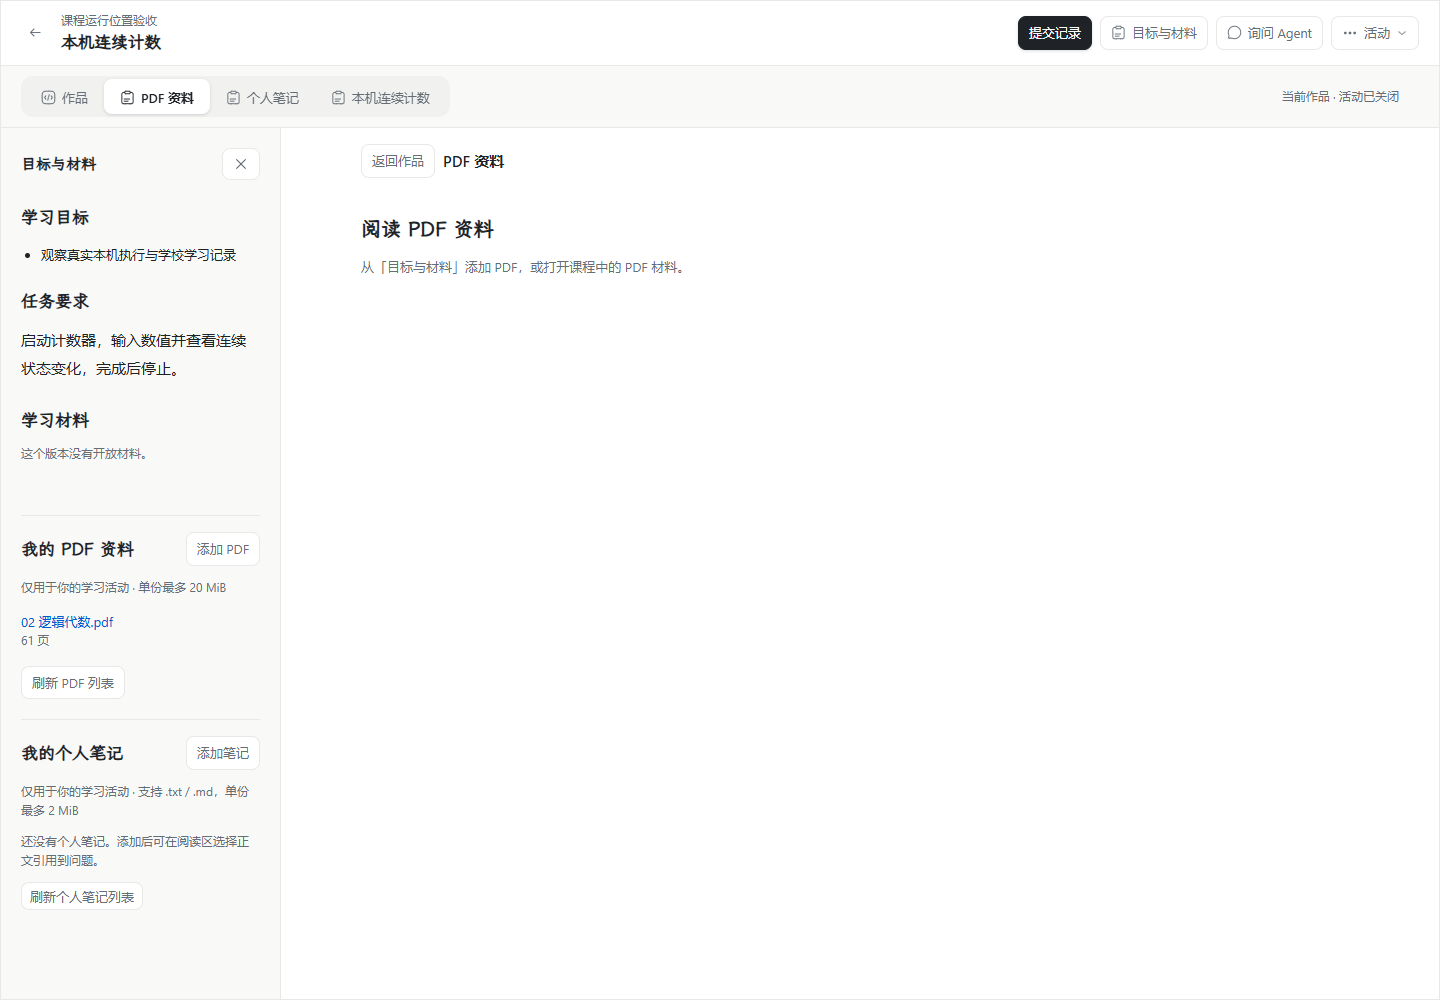 课程运行位置验收
本机连续计数
提交记录
目标与材料
询问 Agent
活动
作品
PDF 资料
个人笔记
本机连续计数
当前作品 · 活动已关闭
目标与材料
学习目标
观察真实本机执行与学校学习记录
任务要求
启动计数器，输入数值并查看连续
状态变化，完成后停止。
学习材料
这个版本没有开放材料。
我的 PDF 资料
添加 PDF
仅用于你的学习活动 · 单份最多 20 MiB
02 逻辑代数.pdf
61 页
刷新 PDF 列表
我的个人笔记
添加笔记
仅用于你的学习活动 · 支持 .txt / .md，单份
最多 2 MiB
还没有个人笔记。添加后可在阅读区选择正
文引用到问题。
刷新个人笔记列表
返回作品
PDF 资料
阅读 PDF 资料
从「目标与材料」添加 PDF，或打开课程中的 PDF 材料。